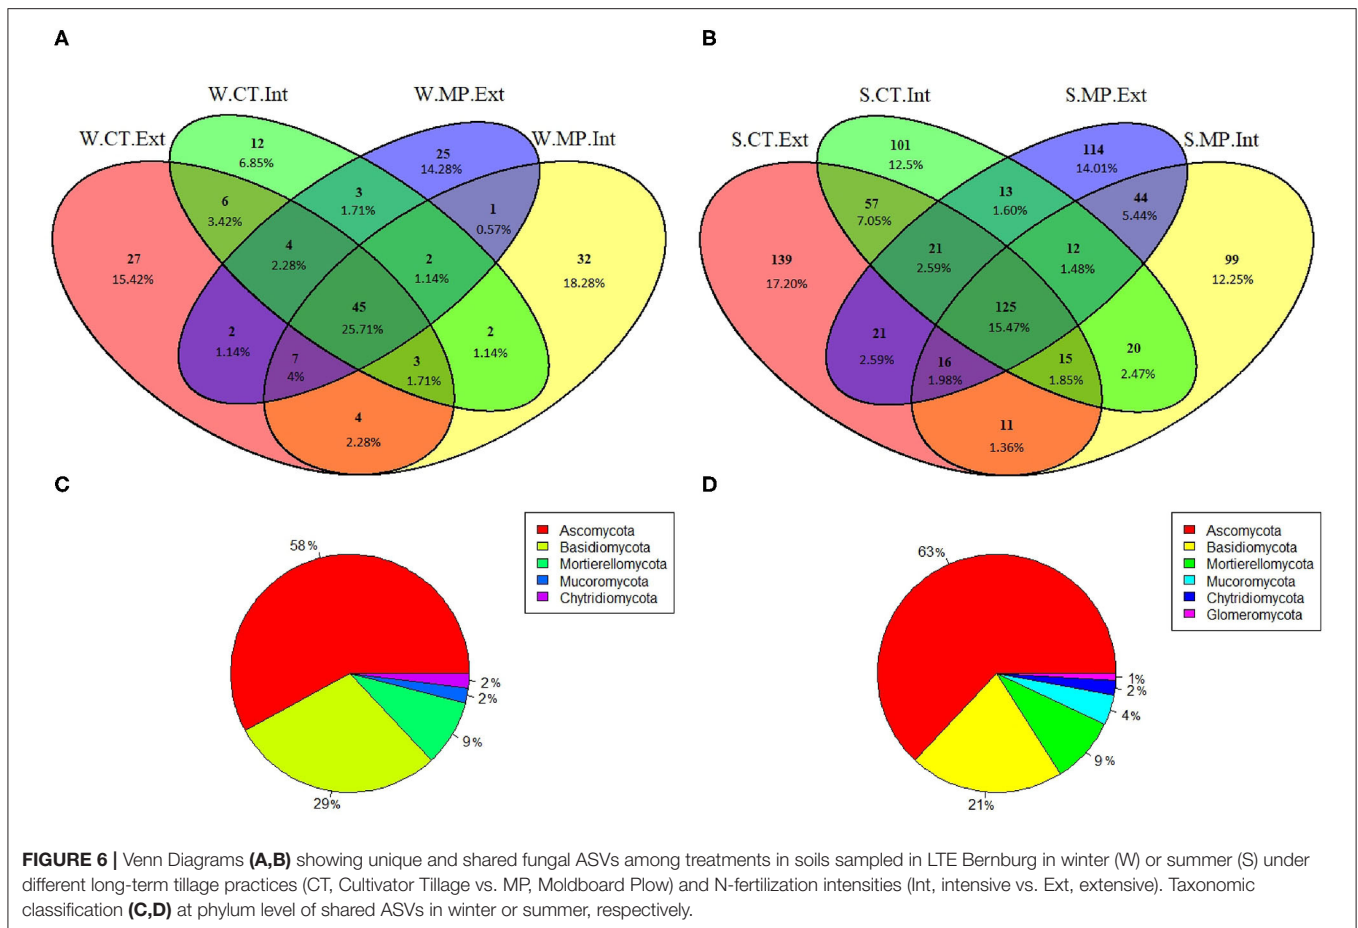 A
B
W.CT.Int
W.MP.Ext
W.CT.Ext
W.MP.Int
12
6.85%
25
14.28%
6
3.42%
3
1.71%
1
0.57%
27
15.42%
4
2.28%
2
1.14%
32
18.28%
45
25.71%
2
1.14%
7
4%
3
1.71%
2
1.14%
4
2.28%
S.CT.Int
S.MP.Ext
S.CT.Ext
S.MP.Int
101
12.5%
114
14.01%
57
7.05%
13
1.60%
44
5.44%
139
17.20%
21
2.59%
12
1.48%
99
12.25%
125
15.47%
21
2.59%
16
1.98%
15
1.85%
20
2.47%
11
1.36%
C
Ascomycota
Basidiomycota
Mortierellomycota
Mucoromycota
Chytridiomycota
58%
2%
2%
9%
29%
D
Ascomycota
Basidiomycota
Mortierellomycota
Mucoromycota
Chytridiomycota
Glomeromycota
63%
1%
2%
4%
9%
21%
FIGURE 6 | Venn Diagrams (A,B) showing unique and shared fungal ASVs among treatments in soils sampled in LTE Bernburg in winter (W) or summer (S) under
different long-term tillage practices (CT, Cultivator Tillage vs. MP, Moldboard Plow) and N-fertilization intensities (Int, intensive vs. Ext, extensive). Taxonomic
classification (C,D) at phylum level of shared ASVs in winter or summer, respectively.